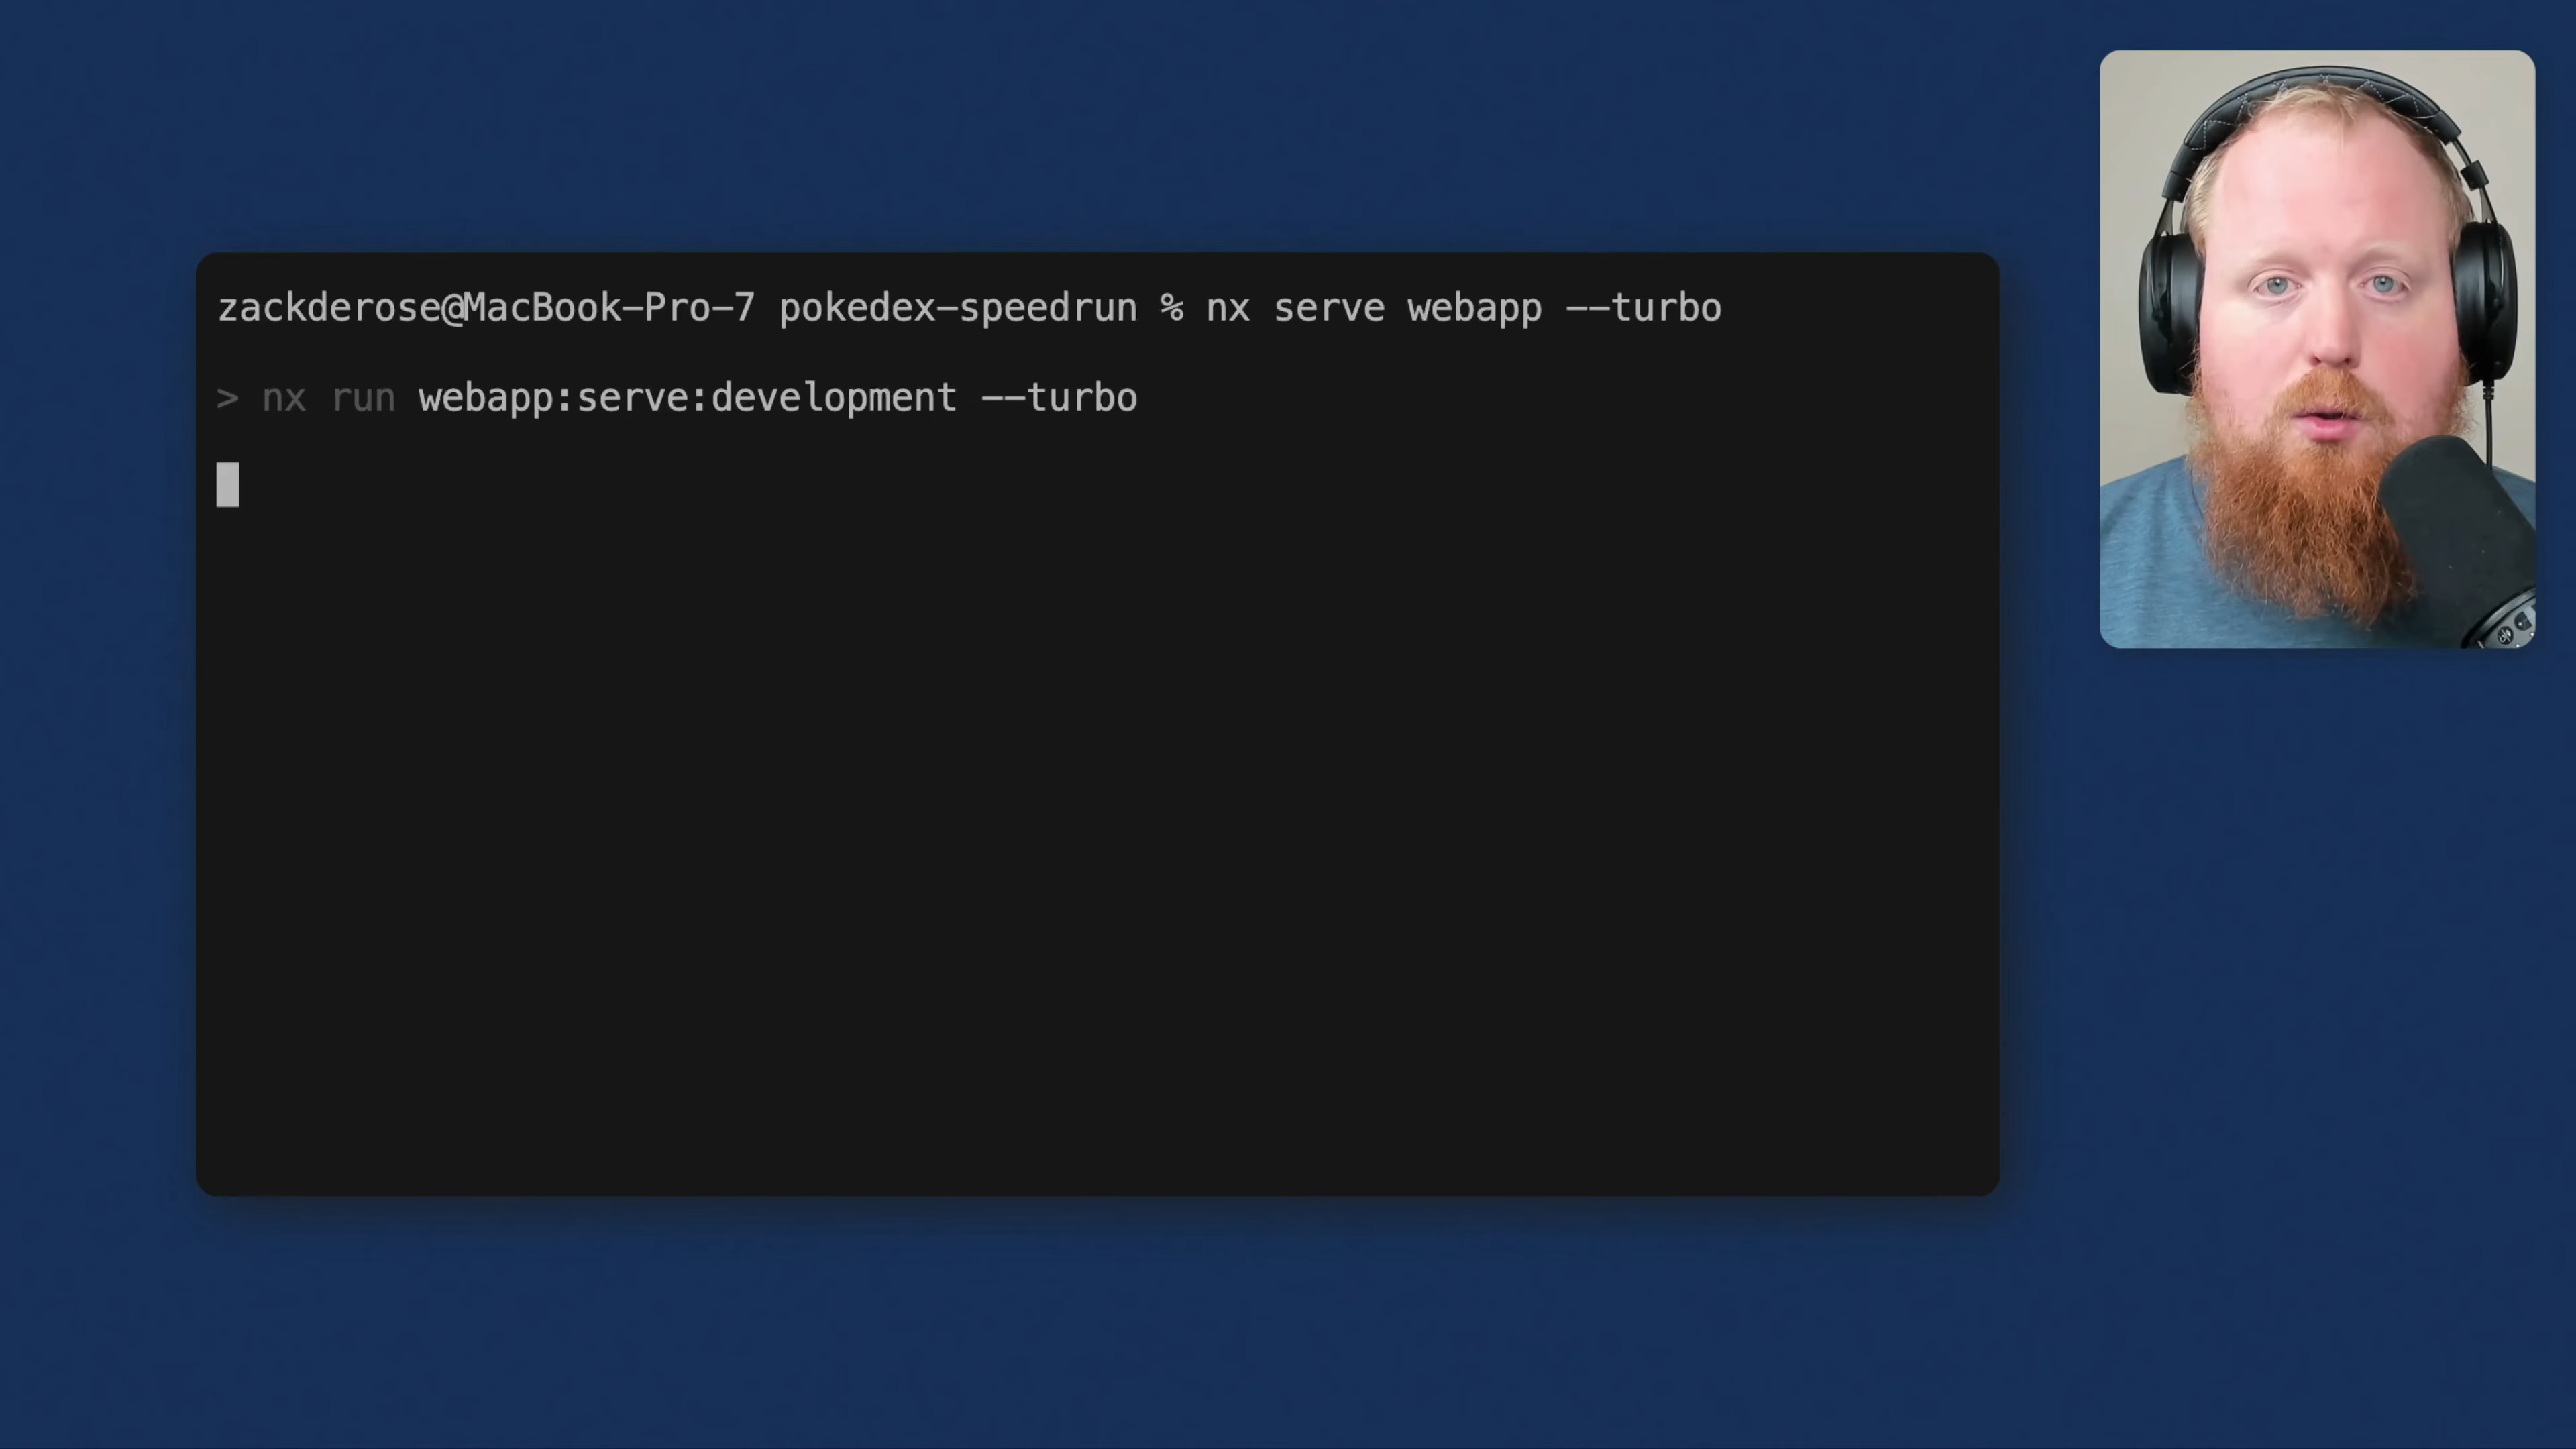 zackderose@MacBook-Pro-7 pokedex-speedrun % nx serve webapp --turbo
> nx run webapp:serve:development --turbo